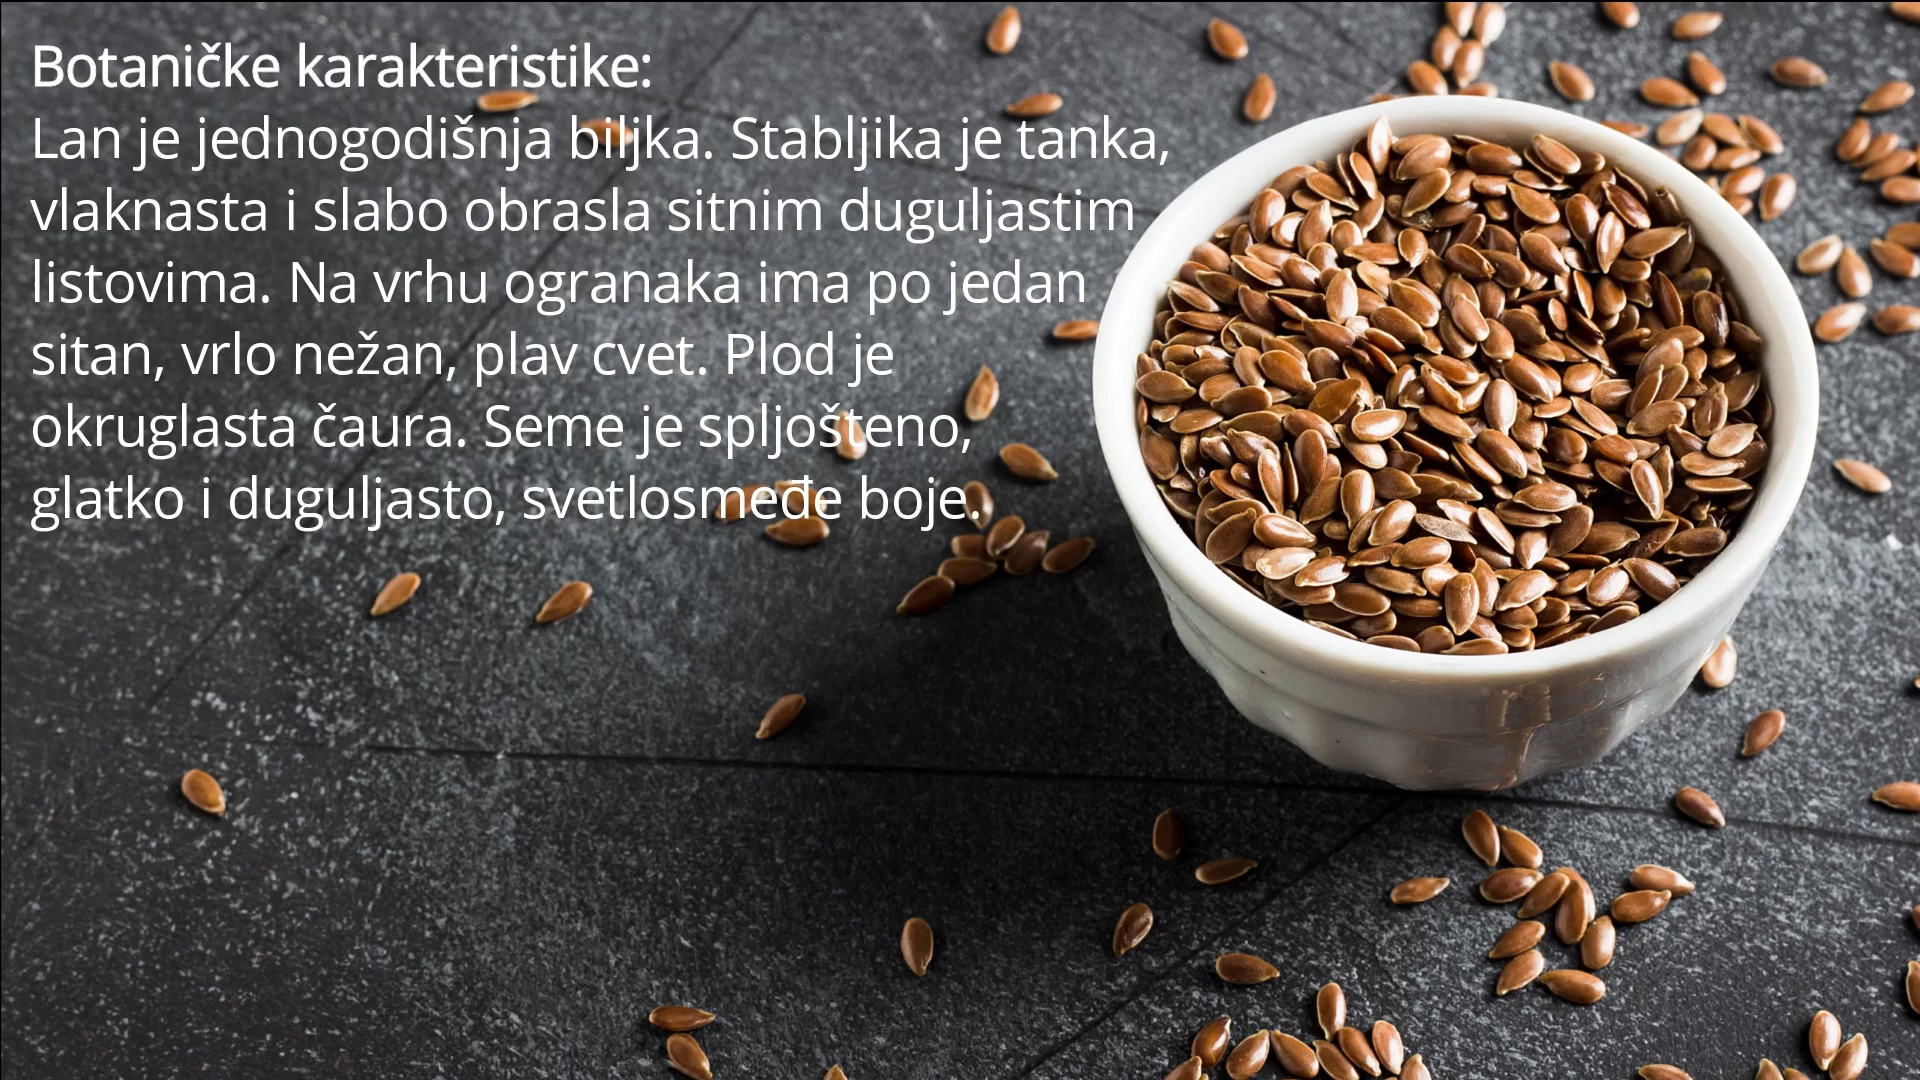 Botaničke karakteristike:
Lan je jednogodišnja biljka. Stabljika je tanka,
vlaknasta i slabo obrasla sitnim duguljastim
listovima. Na vrhu ogranaka ima po jedan
sitan, vrlo nežan, plav cvet. Plod je
okruglasta čaura. Seme je spljošteno,
glatko i duguljasto, svetlosmeđe boje.